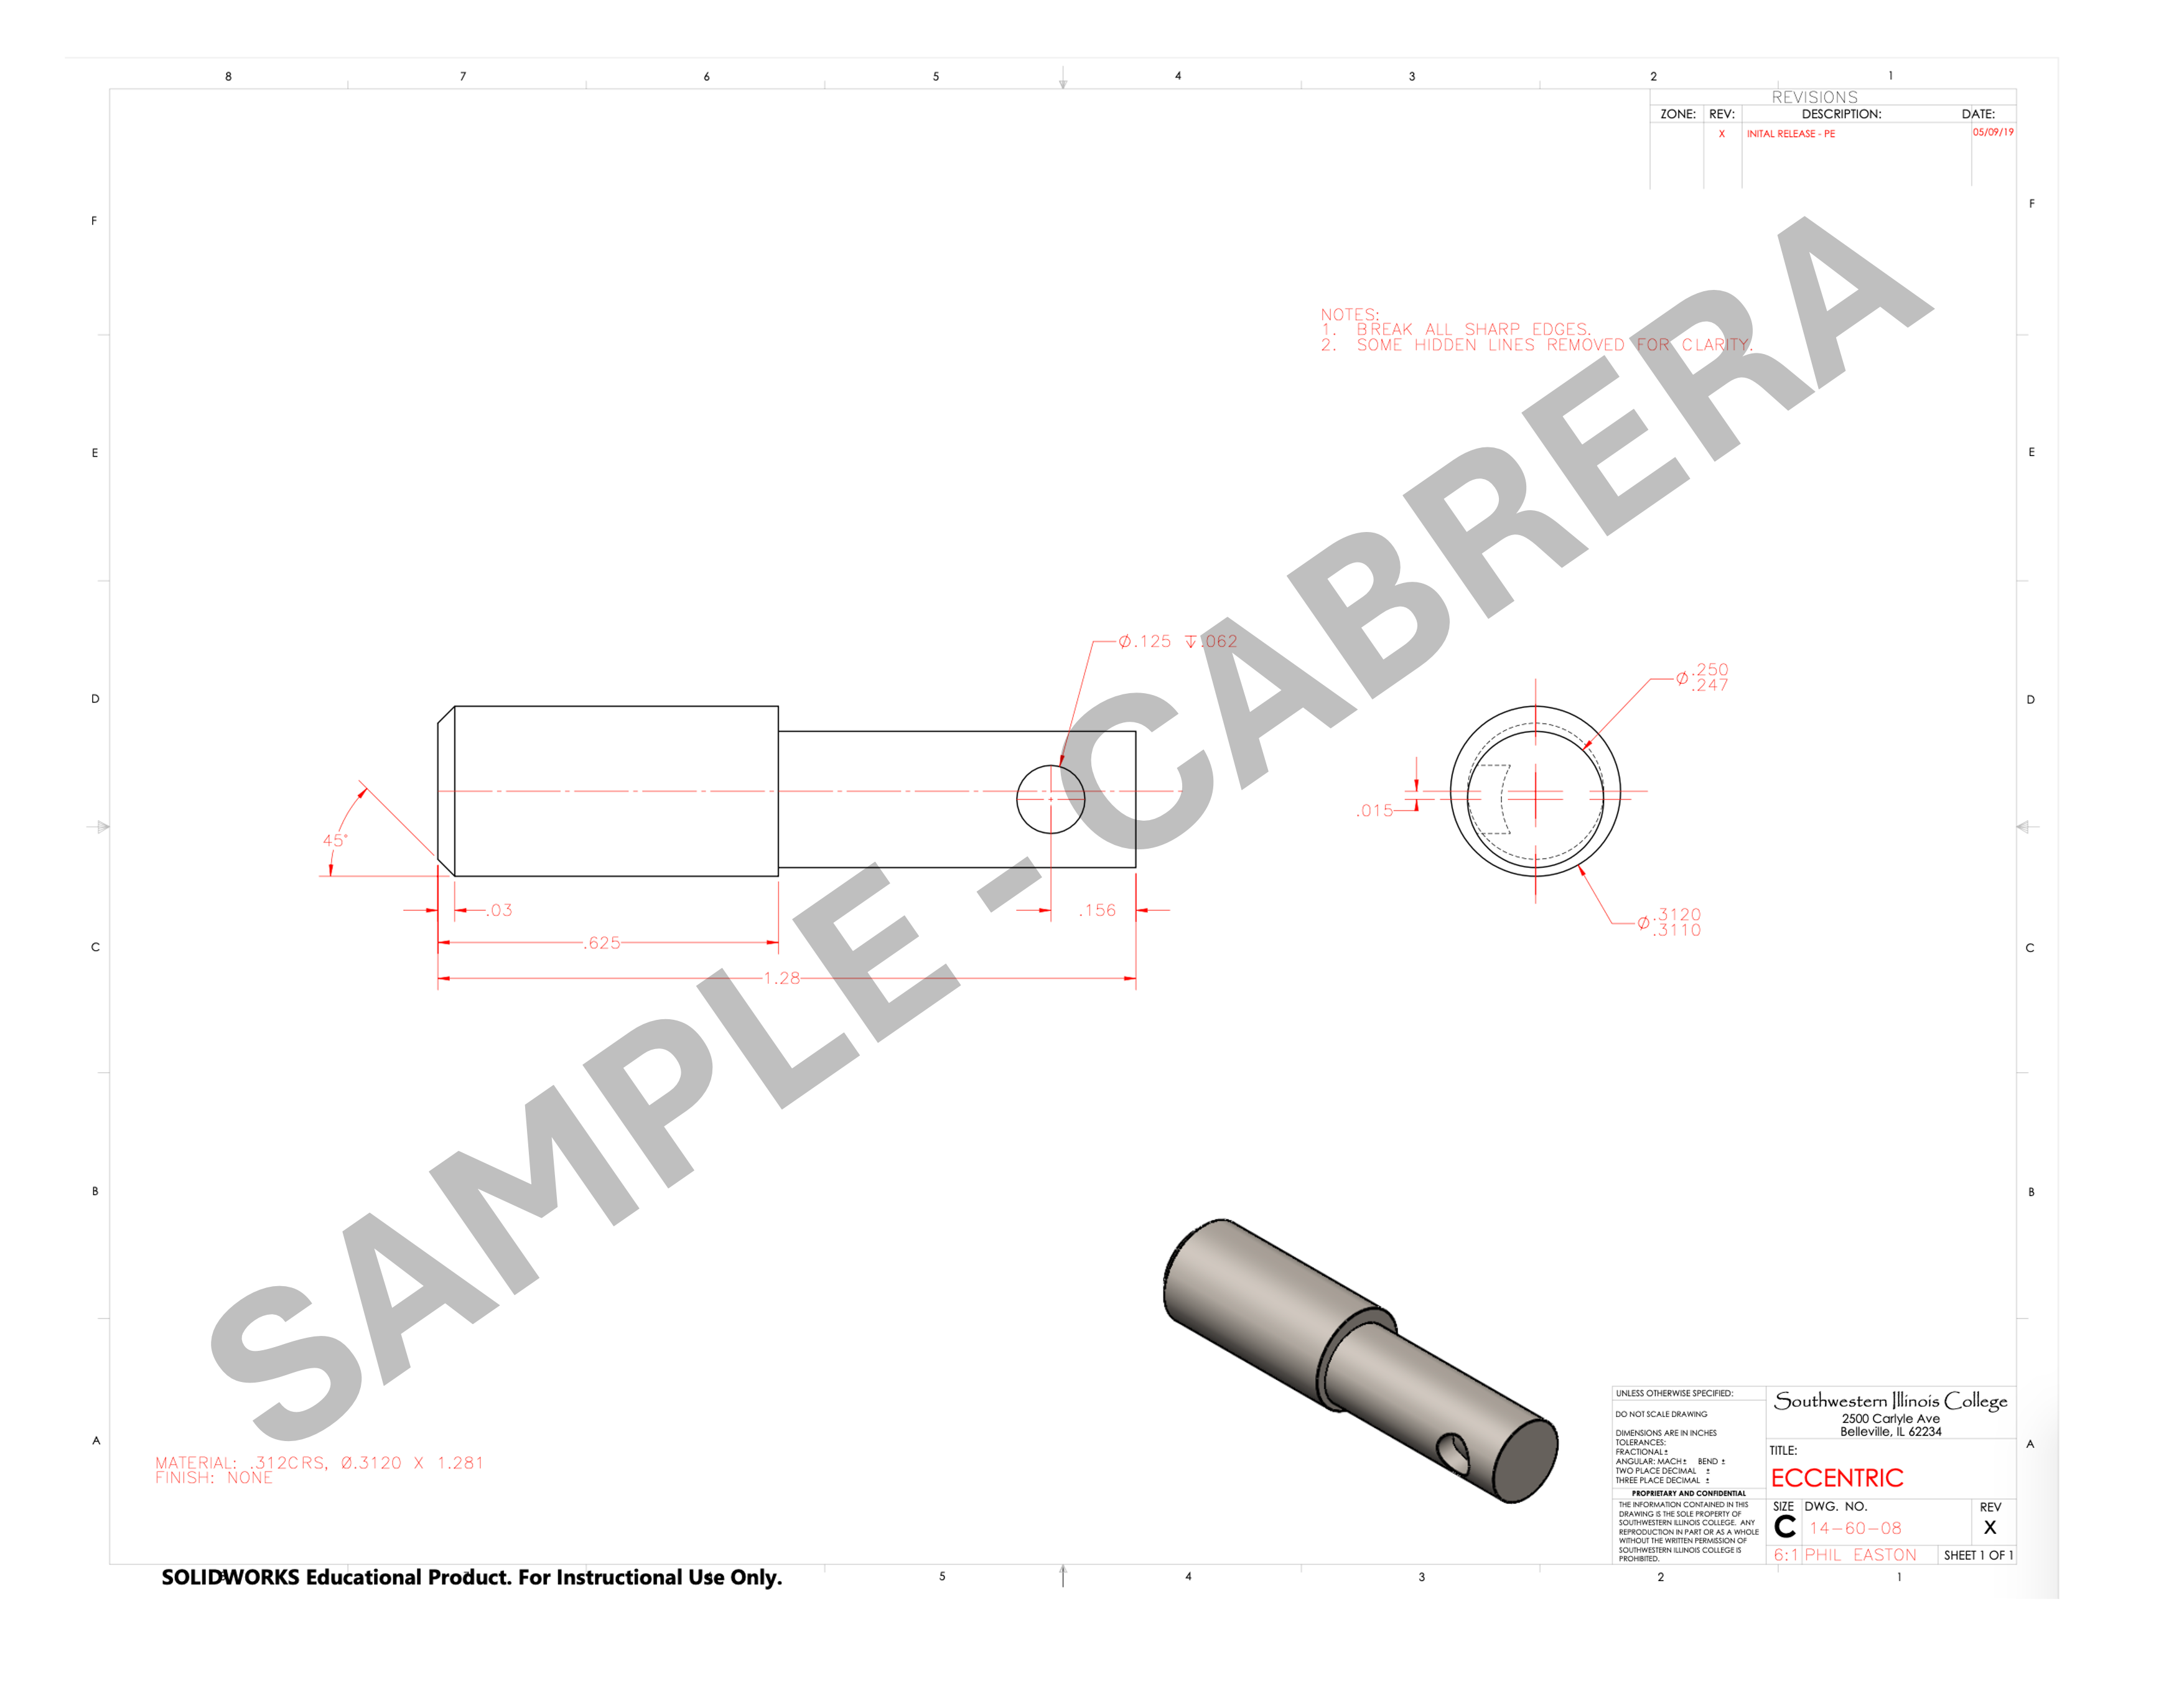 8 7 6 5 4 3 2 1
REVISIONS
ZONE: REV: DESCRIPTION: DATE:
X INITAL RELEASE - PE 05/09/19
F F
NOTES:
1. BREAK ALL SHARP EDGES.
2. SOME HIDDEN LINES REMOVED FOR CLARITY.
E E
SAMPLE - CABRERA
Ø.125 ↧.062
D D
Ø.250
.247
.015
45°
.03
.156
Ø.3120
.3110
.625
C C
1.28
B B
A A
MATERIAL: .312CRS, Ø.3120 X 1.281
FINISH: NONE
UNLESS OTHERWISE SPECIFIED:
DO NOT SCALE DRAWING
DIMENSIONS ARE IN INCHES
TOLERANCES:
FRACTIONAL±
ANGULAR: MACH± BEND ±
TWO PLACE DECIMAL ±
THREE PLACE DECIMAL ±
PROPRIETARY AND CONFIDENTIAL
THE INFORMATION CONTAINED IN THIS
DRAWING IS THE SOLE PROPERTY OF
SOUTHWESTERN ILLINOIS COLLEGE. ANY
REPRODUCTION IN PART OR AS A WHOLE
WITHOUT THE WRITTEN PERMISSION OF
SOUTHWESTERN ILLINOIS COLLEGE IS
PROHIBITED.
Southwestern Illinois College
2500 Carlyle Ave
Belleville, IL 62234
TITLE:
ECCENTRIC
SIZE DWG. NO. REV
C 14-60-08 X
6:1 PHIL EASTON SHEET 1 OF 1
SOLIDWORKS Educational Product. For Instructional Use Only.
5 4 3 2 1